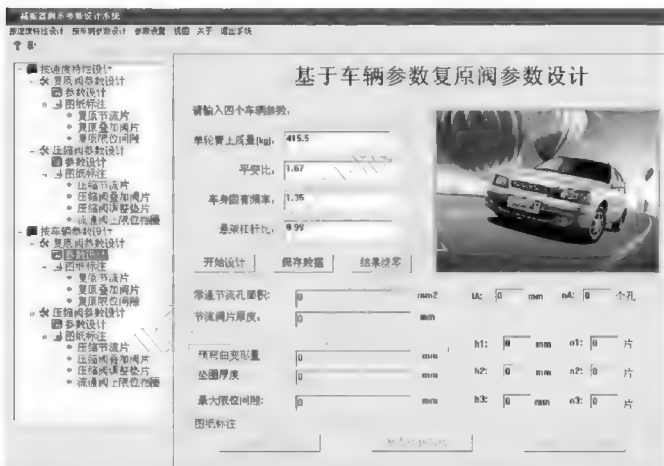 减振器阀系参数设计系统
按速度特性设计 按车辆参数设计 参数设置 视图 关于 退出系统
按速度特性设计
复原阀参数设计
参数设计
图纸标注
复原节流片
复原叠加阀片
复原限位间隙
压缩阀参数设计
参数设计
图纸标注
压缩节流片
压缩阀叠加阀片
压缩阀调整垫片
流通阀上限位挡圈
按车辆参数设计
复原阀参数设计
参数设计
图纸标注
复原节流片
复原叠加阀片
复原限位间隙
压缩阀参数设计
参数设计
图纸标注
压缩节流片
压缩阀叠加阀片
压缩阀调整垫片
流通阀上限位挡圈
基于车辆参数复原阀参数设计
请输入四个车辆参数:
单轮簧上质量[kg]: 415.5
平安比: 1.67
车身固有频率: 1.35
悬架杠杆比: 0.99
开始设计 保存数据 结果清零
常通节流孔面积: 0 mm2 tA: 0 mm nA: 0 个孔
节流阀片厚度: 0 mm
预弯曲变形量 0 mm h1: 0 mm n1: 0 片
垫圈厚度 0 mm h2: 0 mm n2: 0 片
最大限位间隙: 0 mm h3: 0 mm n3: 0 片
图纸标注